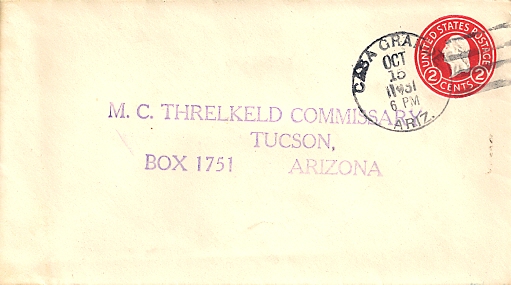 CASA GRANDE
OCT
15
1931
6 PM
ARIZ.
UNITED STATES POSTAGE
2 CENTS 2
M. C. THRELKELD COMMISSARY,
TUCSON,
BOX 1751 ARIZONA